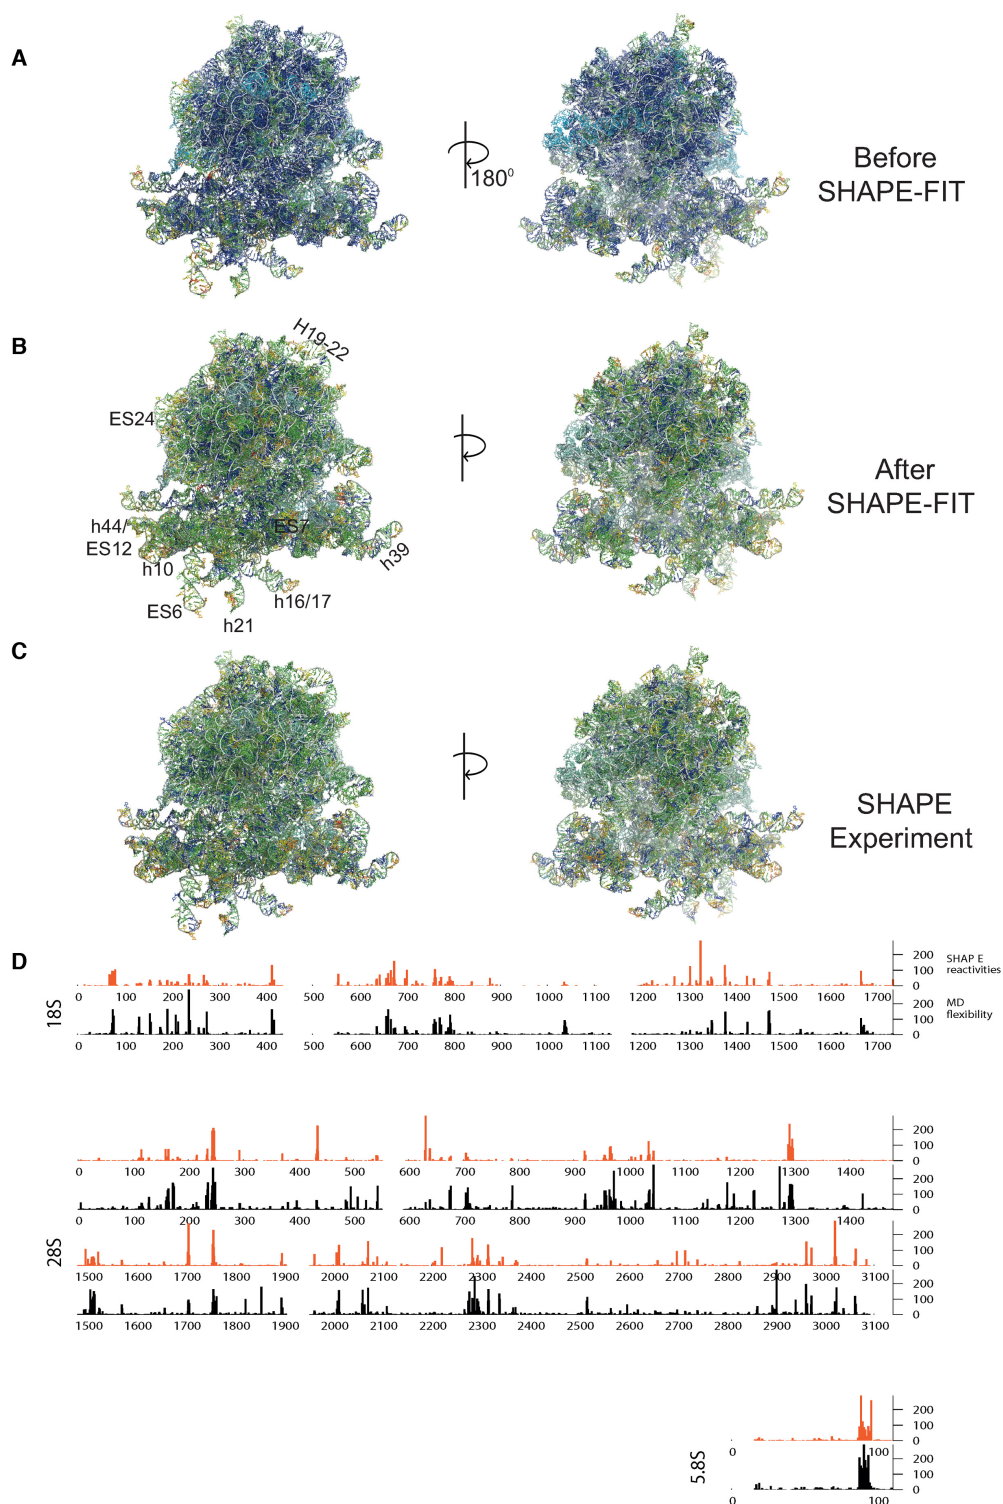 A
180⁰
Before
SHAPE-FIT
B
H19-22
ES24
h44/
ES12
h10
ES7
h39
ES6
h16/17
h21
After
SHAPE-FIT
C
SHAPE
Experiment
D
18S
200
100
0
SHAP E
reactivities
0 100 200 300 400 500 600 700 800 900 1000 1100 1200 1300 1400 1500 1600 1700
200
100
0
MD
flexibility
0 100 200 300 400 500 600 700 800 900 1000 1100 1200 1300 1400 1500 1600 1700
28S
200
100
0
0 100 200 300 400 500 600 700 800 900 1000 1100 1200 1300 1400
200
100
0
0 100 200 300 400 500 600 700 800 900 1000 1100 1200 1300 1400
200
100
0
1500 1600 1700 1800 1900 2000 2100 2200 2300 2400 2500 2600 2700 2800 2900 3000 3100
200
100
0
1500 1600 1700 1800 1900 2000 2100 2200 2300 2400 2500 2600 2700 2800 2900 3000 3100
5.8S
200
100
0
0 100
200
100
0
0 100